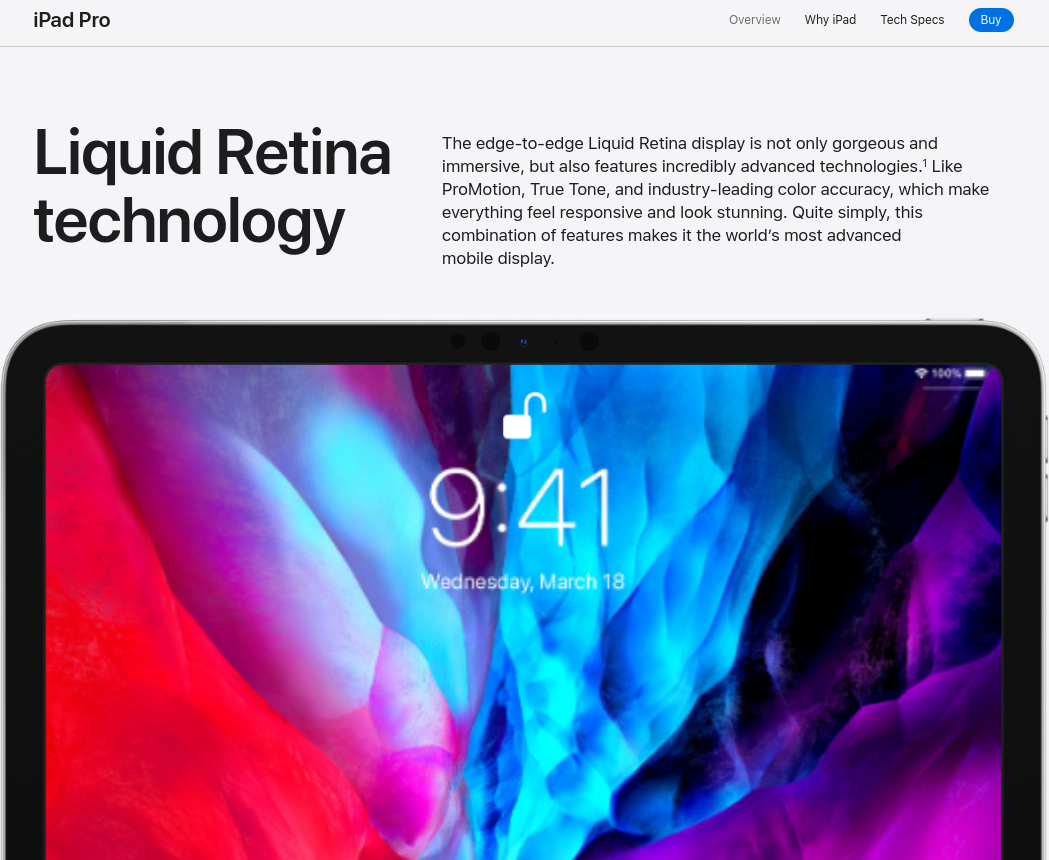 iPad Pro
Overview
Why iPad
Tech Specs
Buy
Liquid Retina
technology
The edge-to-edge Liquid Retina display is not only gorgeous and
immersive, but also features incredibly advanced technologies.¹ Like
ProMotion, True Tone, and industry-leading color accuracy, which make
everything feel responsive and look stunning. Quite simply, this
combination of features makes it the world’s most advanced
mobile display.
100%
9:41
Wednesday, March 18